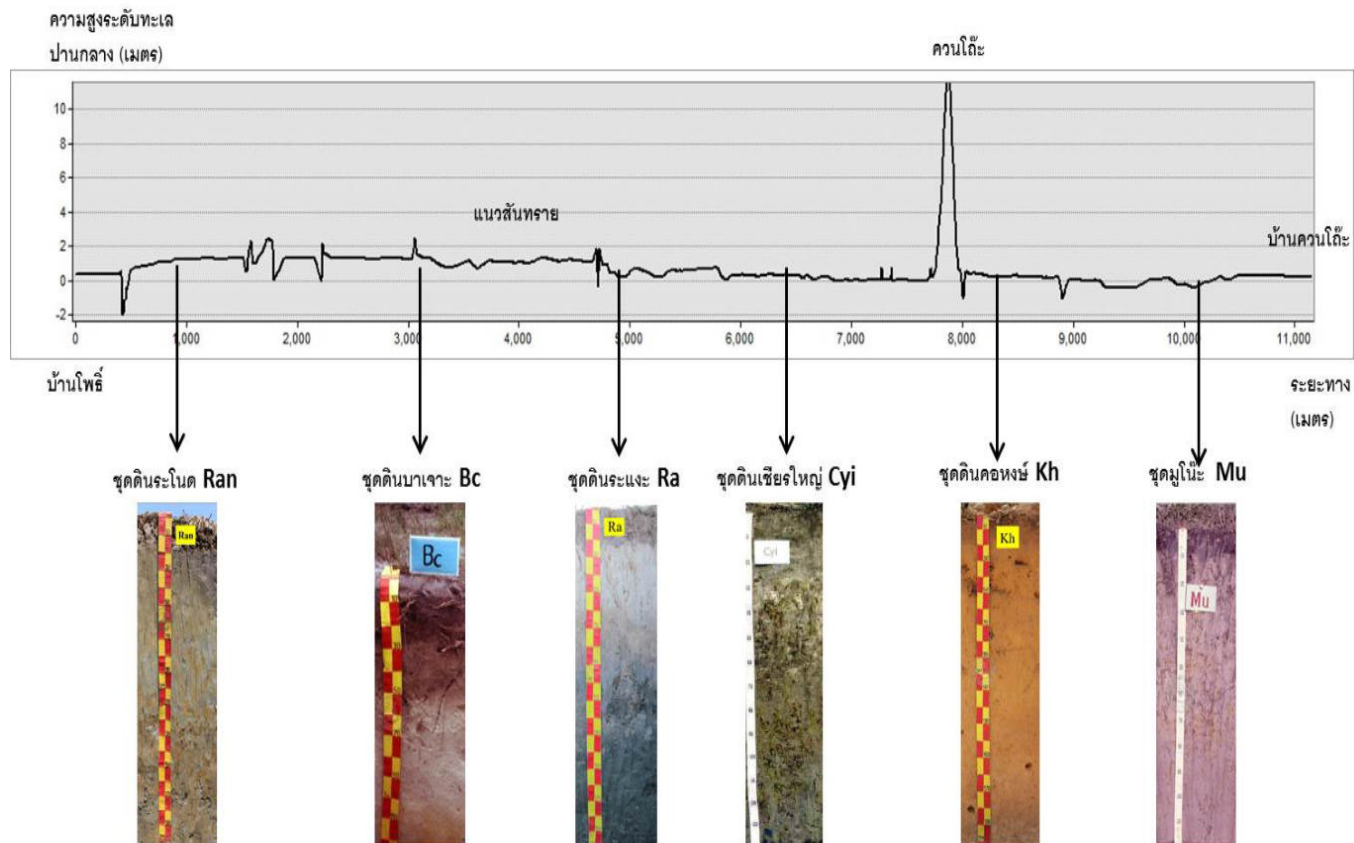 ความสูงระดับทะเล
ปานกลาง (เมตร)
ควนโถ๊ะ
10
8
6
4
2
0
-2
แนวสันทราย
บ้านควนโถ๊ะ
0 1,000 2,000 3,000 4,000 5,000 6,000 7,000 8,000 9,000 10,000 11,000
บ้านโพธิ์
ระยะทาง
(เมตร)
ชุดดินระโนด Ran
ชุดดินบาเจาะ Bc
ชุดดินระแงะ Ra
ชุดดินเชียรใหญ่ Cyi
ชุดดินคอหงษ์ Kh
ชุดมูโน๊ะ Mu
Ran
Bc
Ra
Cyi
Kh
Mu